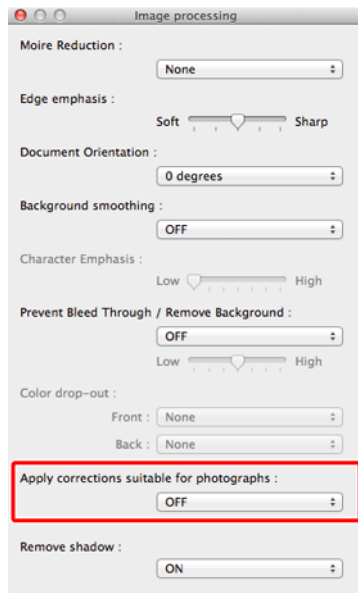 Image processing
Moire Reduction :
None
Edge emphasis :
Soft Sharp
Document Orientation :
0 degrees
Background smoothing :
OFF
Character Emphasis :
Low High
Prevent Bleed Through / Remove Background :
OFF
Low High
Color drop-out :
Front : None
Back : None
Apply corrections suitable for photographs :
OFF
Remove shadow :
ON